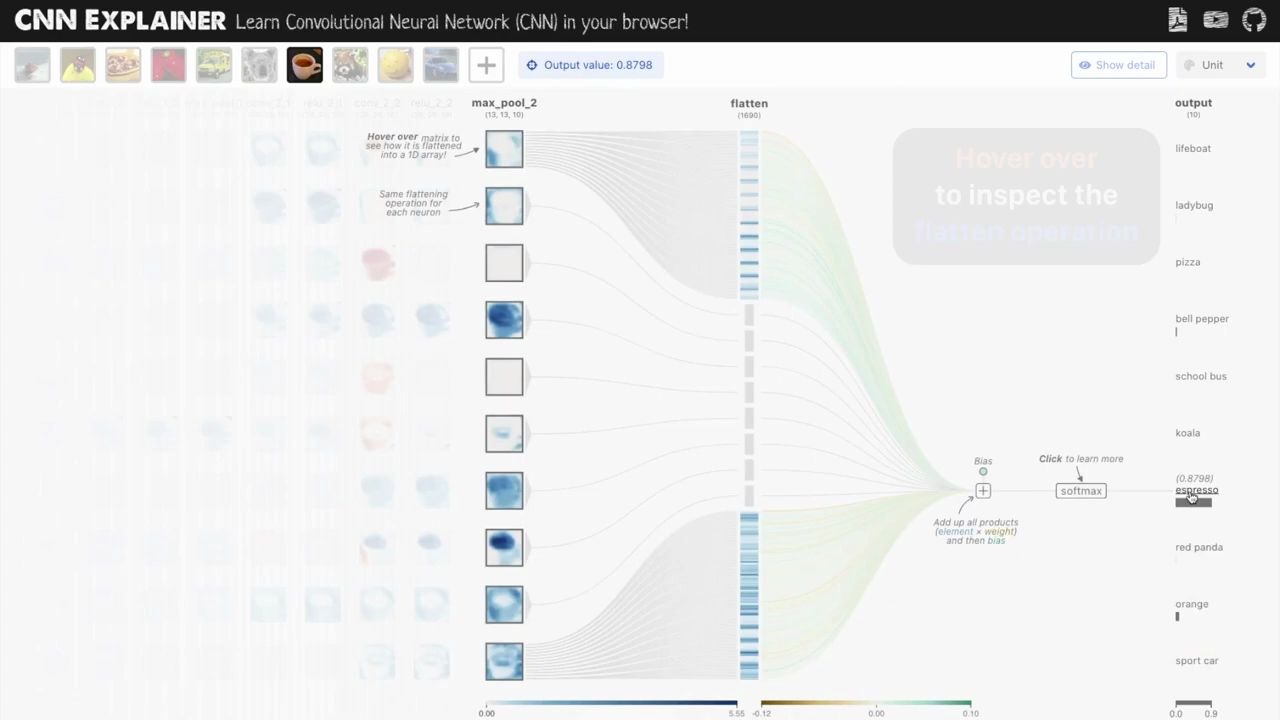 CNN EXPLAINER Learn Convolutional Neural Network (CNN) in your browser!
Output value: 0.8798
Show detail
Unit
conv_2_1
relu_2_1
conv_2_2
relu_2_2
max_pool_2
(13, 13, 10)
flatten
(1690)
output
(10)
Hover over matrix to
see how it is flattened
into a 1D array!
Same flattening
operation for
each neuron
Hover over
to inspect the
flatten operation
lifeboat
ladybug
pizza
bell pepper
school bus
koala
(0.8798)
espresso
red panda
orange
sport car
Bias
+
Click to learn more
softmax
Add up all products
(element × weight)
and then bias
0.00
5.55
-0.12
0.00
0.10
0.0
0.9